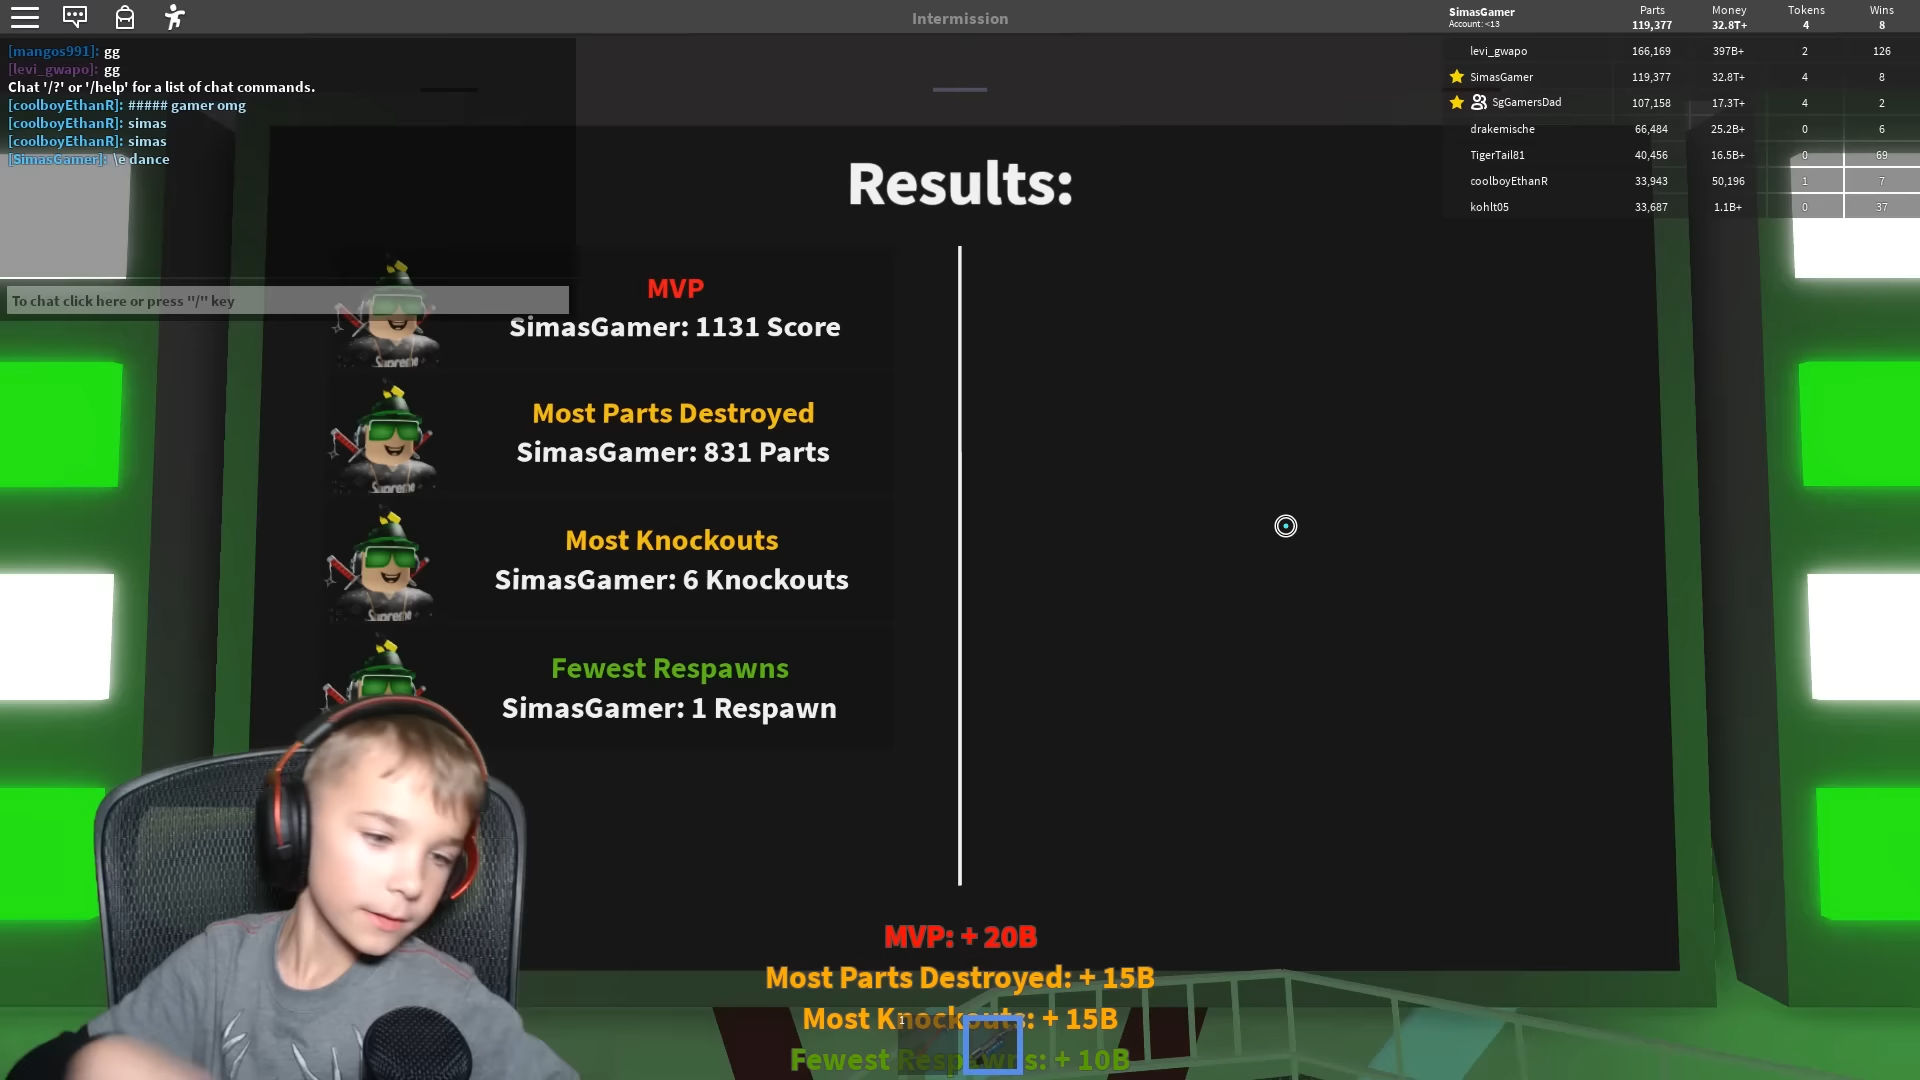 Intermission
SimasGamer
Account: <13
Parts Money Tokens Wins
119,377 32.8T+ 4 8
levi_gwapo 166,169 397B+ 2 126
SimasGamer 119,377 32.8T+ 4 8
SgGamersDad 107,158 17.3T+ 4 2
drakemische 66,484 25.2B+ 0 6
TigerTail81 40,456 16.5B+ 0 69
coolboyEthanR 33,943 50,196 1 7
kohlt05 33,687 1.1B+ 0 37
[mangos991]: gg
[levi_gwapo]: gg
Chat '/?' or '/help' for a list of chat commands.
[coolboyEthanR]: ##### gamer omg
[coolboyEthanR]: simas
[coolboyEthanR]: simas
[SimasGamer]: \e dance
To chat click here or press "/" key
Results:
MVP
SimasGamer: 1131 Score
Supreme
Most Parts Destroyed
SimasGamer: 831 Parts
Supreme
Most Knockouts
SimasGamer: 6 Knockouts
Supreme
Fewest Respawns
SimasGamer: 1 Respawn
MVP: + 20B
Most Parts Destroyed: + 15B
Most Knockouts: + 15B
1
Fewest Respawns: + 10B